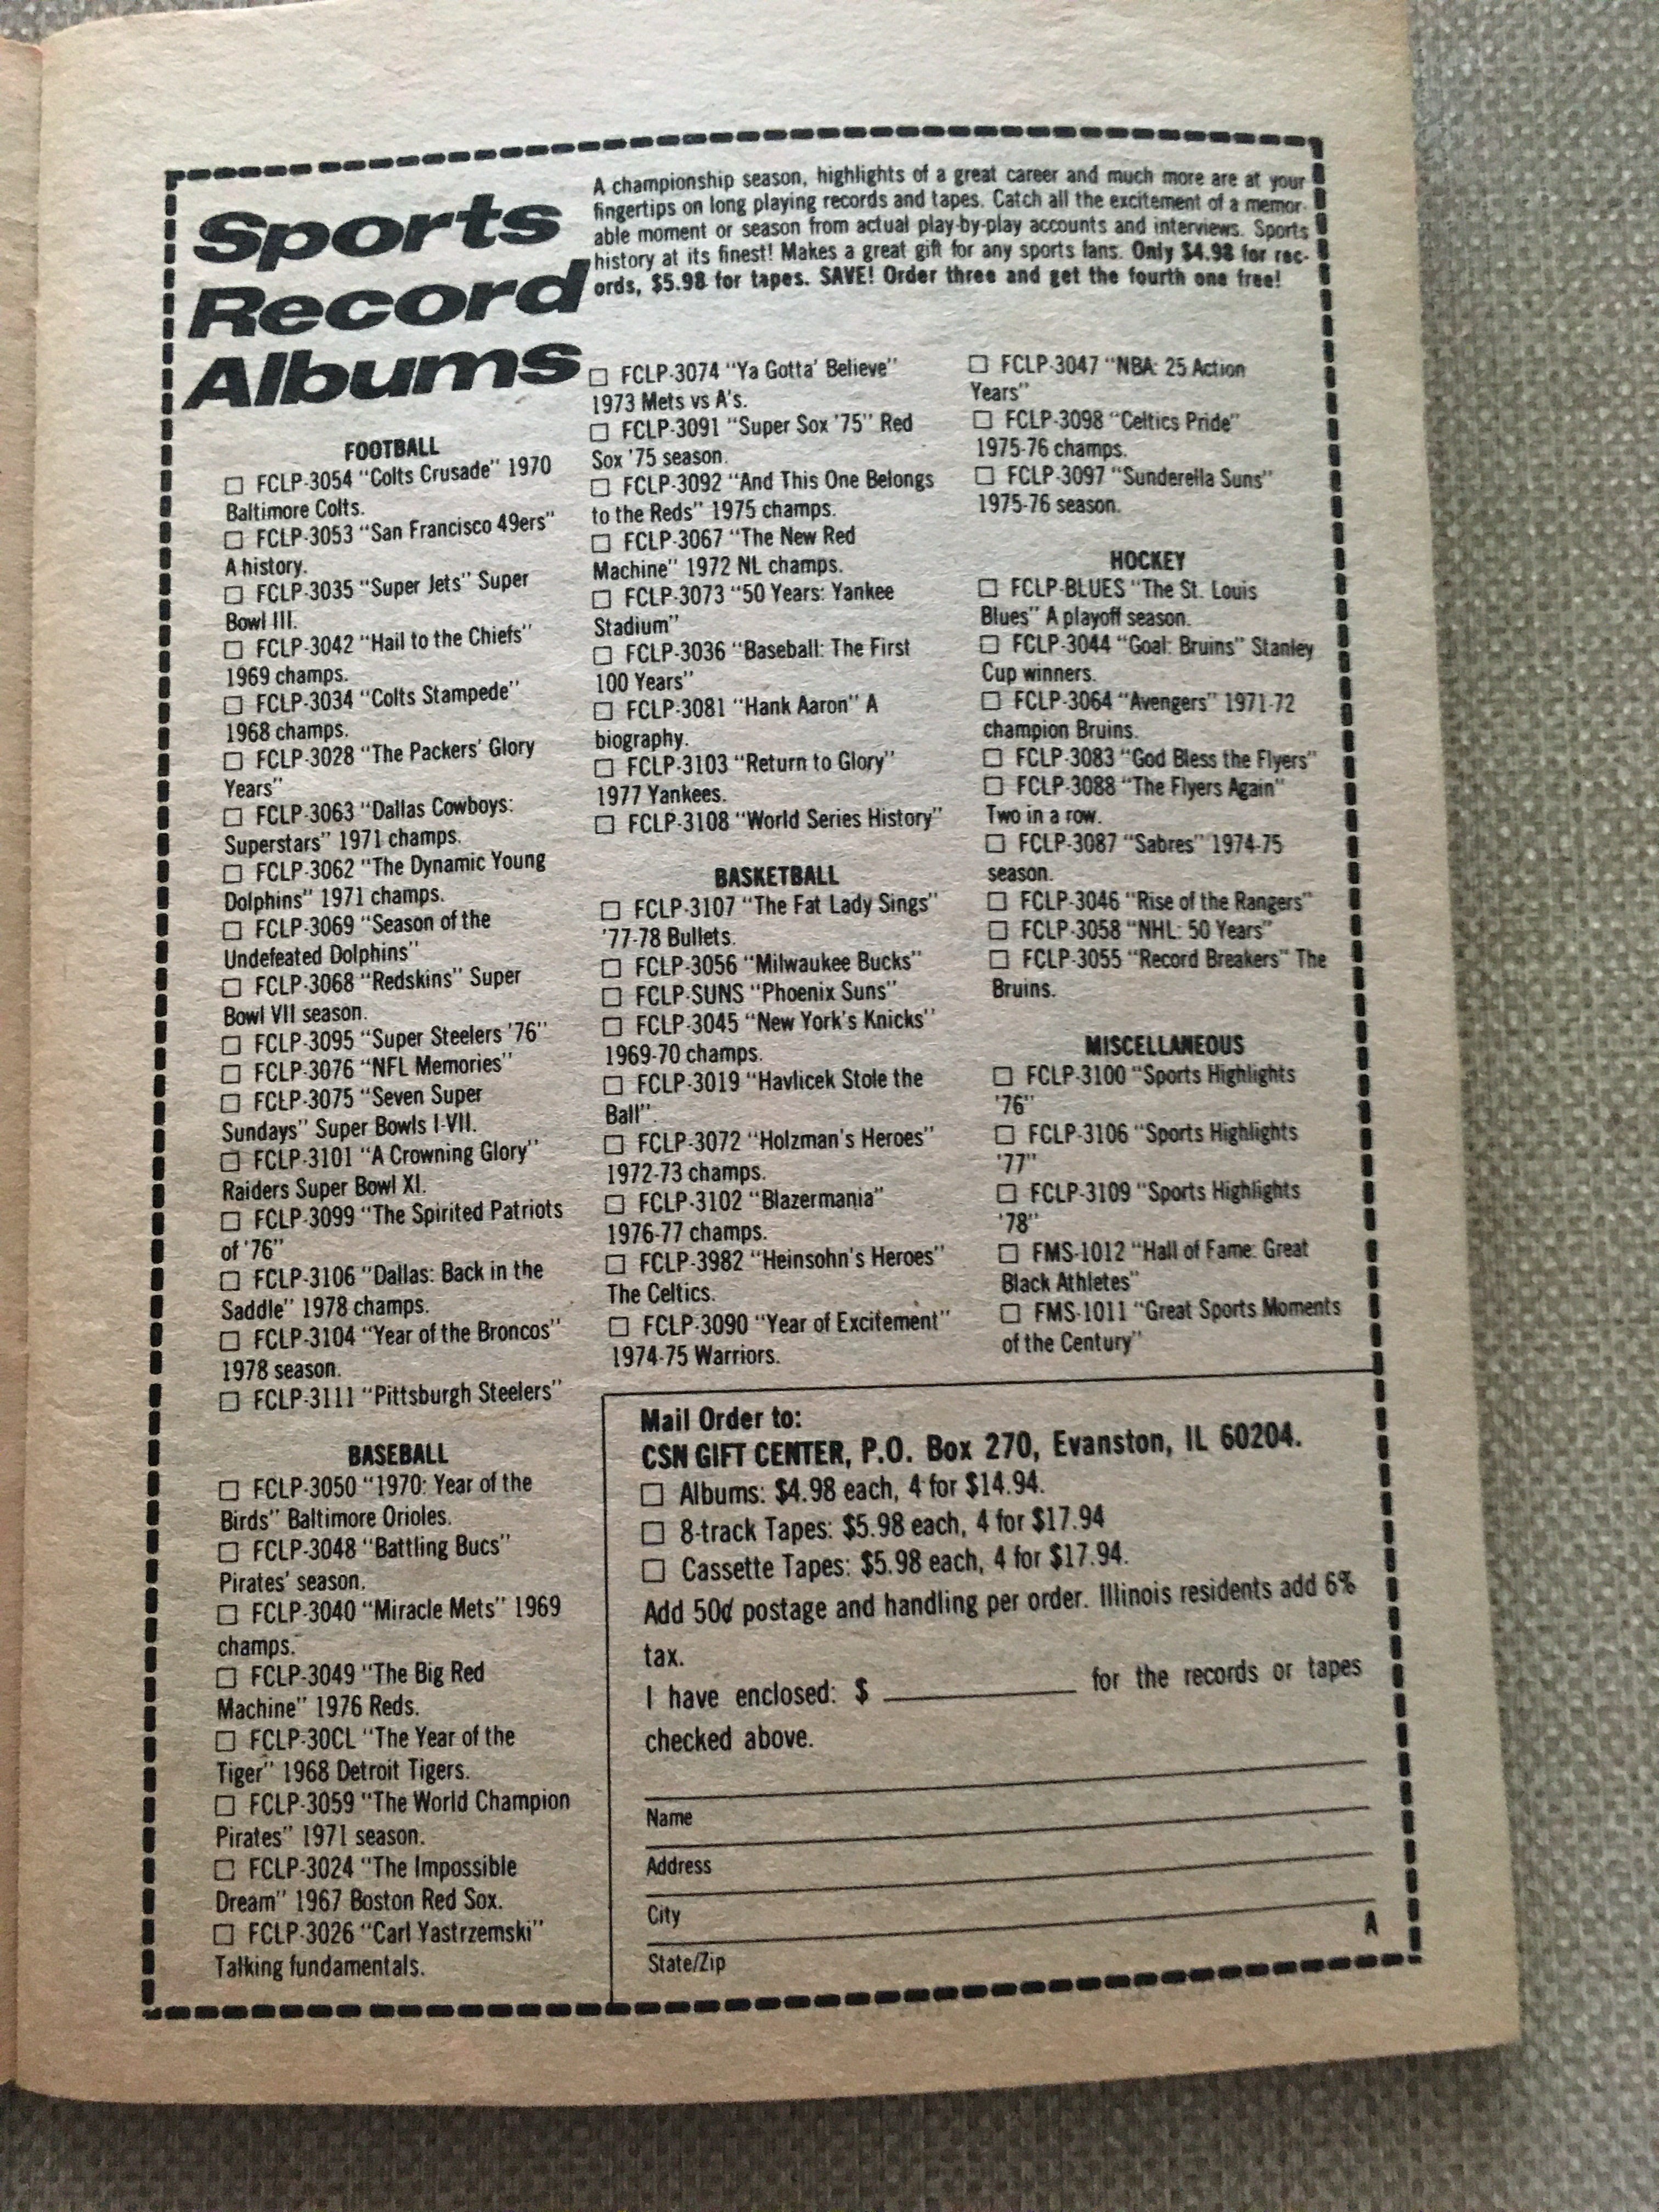 Sports
Record
Albums
A championship season, highlights of a great career and much more are at your
fingertips on long playing records and tapes. Catch all the excitement of a memor-
able moment or season from actual play-by-play accounts and interviews. Sports
history at its finest! Makes a great gift for any sports fans. Only $4.98 for rec-
ords, $5.98 for tapes. SAVE! Order three and get the fourth one free!
FOOTBALL
☐ FCLP-3054 "Colts Crusade" 1970
Baltimore Colts.
☐ FCLP-3053 "San Francisco 49ers"
A history.
☐ FCLP-3035 "Super Jets" Super
Bowl III.
☐ FCLP-3042 "Hail to the Chiefs"
1969 champs.
☐ FCLP-3034 "Colts Stampede"
1968 champs.
☐ FCLP-3028 "The Packers' Glory
Years"
☐ FCLP-3063 "Dallas Cowboys:
Superstars" 1971 champs.
☐ FCLP-3062 "The Dynamic Young
Dolphins" 1971 champs.
☐ FCLP-3069 "Season of the
Undefeated Dolphins"
☐ FCLP-3068 "Redskins" Super
Bowl VII season.
☐ FCLP-3095 "Super Steelers '76"
☐ FCLP-3076 "NFL Memories"
☐ FCLP-3075 "Seven Super
Sundays" Super Bowls I-VII.
☐ FCLP-3101 "A Crowning Glory"
Raiders Super Bowl XI.
☐ FCLP-3099 "The Spirited Patriots
of '76"
☐ FCLP-3106 "Dallas: Back in the
Saddle" 1978 champs.
☐ FCLP-3104 "Year of the Broncos"
1978 season.
☐ FCLP-3111 "Pittsburgh Steelers"
BASEBALL
☐ FCLP-3050 "1970: Year of the
Birds" Baltimore Orioles.
☐ FCLP-3048 "Battling Bucs"
Pirates' season.
☐ FCLP-3040 "Miracle Mets" 1969
champs.
☐ FCLP-3049 "The Big Red
Machine" 1976 Reds.
☐ FCLP-30CL "The Year of the
Tiger" 1968 Detroit Tigers.
☐ FCLP-3059 "The World Champion
Pirates" 1971 season.
☐ FCLP-3024 "The Impossible
Dream" 1967 Boston Red Sox.
☐ FCLP-3026 "Carl Yastrzemski"
Talking fundamentals.
☐ FCLP-3074 "Ya Gotta' Believe"
1973 Mets vs A's.
☐ FCLP-3091 "Super Sox '75" Red
Sox '75 season.
☐ FCLP-3092 "And This One Belongs
to the Reds" 1975 champs.
☐ FCLP-3067 "The New Red
Machine" 1972 NL champs.
☐ FCLP-3073 "50 Years: Yankee
Stadium"
☐ FCLP-3036 "Baseball: The First
100 Years"
☐ FCLP-3081 "Hank Aaron" A
biography.
☐ FCLP-3103 "Return to Glory"
1977 Yankees.
☐ FCLP-3108 "World Series History"
BASKETBALL
☐ FCLP-3107 "The Fat Lady Sings"
'77-78 Bullets.
☐ FCLP-3056 "Milwaukee Bucks"
☐ FCLP-SUNS "Phoenix Suns"
☐ FCLP-3045 "New York's Knicks"
1969-70 champs.
☐ FCLP-3019 "Havlicek Stole the
Ball".
☐ FCLP-3072 "Holzman's Heroes"
1972-73 champs.
☐ FCLP-3102 "Blazermania"
1976-77 champs.
☐ FCLP-3982 "Heinsohn's Heroes"
The Celtics.
☐ FCLP-3090 "Year of Excitement"
1974-75 Warriors.
☐ FCLP-3047 "NBA: 25 Action
Years"
☐ FCLP-3098 "Celtics Pride"
1975-76 champs.
☐ FCLP-3097 "Sunderella Suns"
1975-76 season.
HOCKEY
☐ FCLP-BLUES "The St. Louis
Blues" A playoff season.
☐ FCLP-3044 "Goal: Bruins" Stanley
Cup winners.
☐ FCLP-3064 "Avengers" 1971-72
champion Bruins.
☐ FCLP-3083 "God Bless the Flyers"
☐ FCLP-3088 "The Flyers Again"
Two in a row.
☐ FCLP-3087 "Sabres" 1974-75
season.
☐ FCLP-3046 "Rise of the Rangers"
☐ FCLP-3058 "NHL: 50 Years"
☐ FCLP-3055 "Record Breakers" The
Bruins.
MISCELLANEOUS
☐ FCLP-3100 "Sports Highlights
'76"
☐ FCLP-3106 "Sports Highlights
'77"
☐ FCLP-3109 "Sports Highlights
'78"
☐ FMS-1012 "Hall of Fame: Great
Black Athletes"
☐ FMS-1011 "Great Sports Moments
of the Century"
Mail Order to:
CSN GIFT CENTER, P.O. Box 270, Evanston, IL 60204.
☐ Albums: $4.98 each, 4 for $14.94.
☐ 8-track Tapes: $5.98 each, 4 for $17.94
☐ Cassette Tapes: $5.98 each, 4 for $17.94.
Add 50¢ postage and handling per order. Illinois residents add 6%
tax.
I have enclosed: $ ________ for the records or tapes
checked above.
Name
Address
City
State/Zip
A